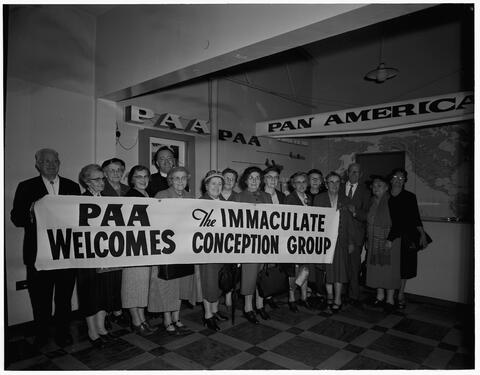 PAA
PAA
PAN AMERICA
PAA The IMMACULATE
WELCOMES CONCEPTION GROUP